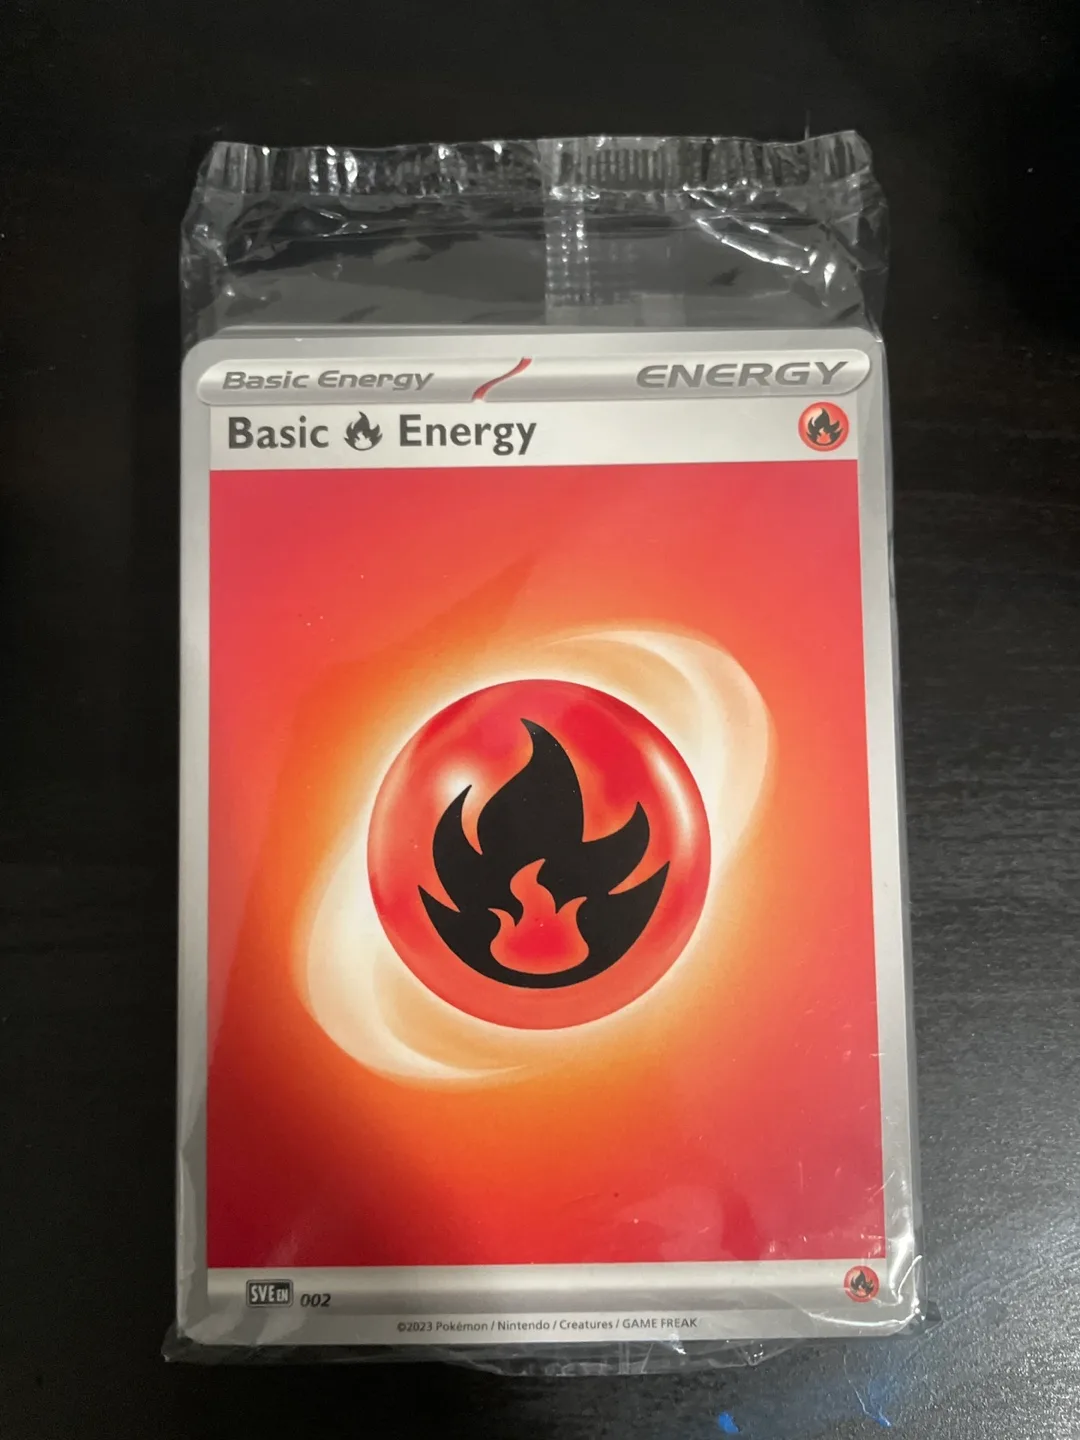 Basic Energy ENERGY
Basic Energy
SVE EN 002
©2023 Pokémon / Nintendo / Creatures / GAME FREAK